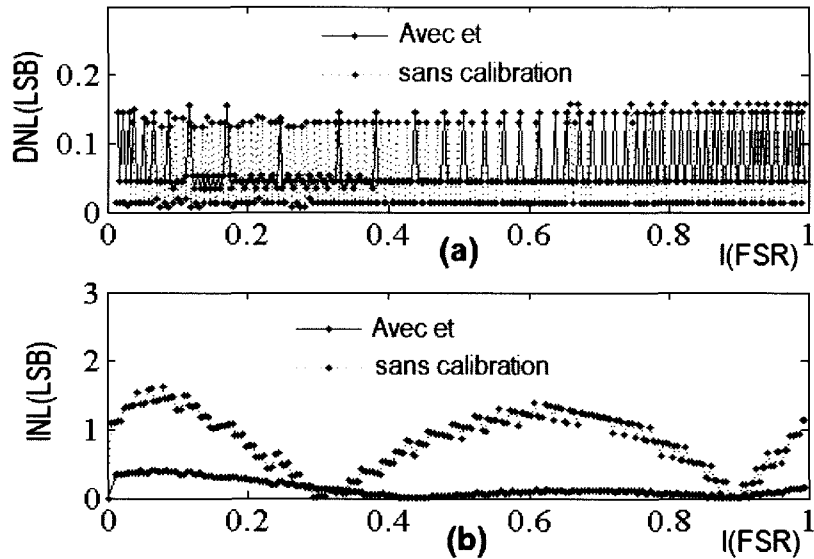 Avec et
sans calibration
DNL(LSB)
0.2
0.1
0
0 0.2 0.4 0.6 0.8 1
(a) I(FSR)
Avec et
sans calibration
INL(LSB)
3
2
1
0
0 0.2 0.4 0.6 0.8 1
(b) I(FSR)